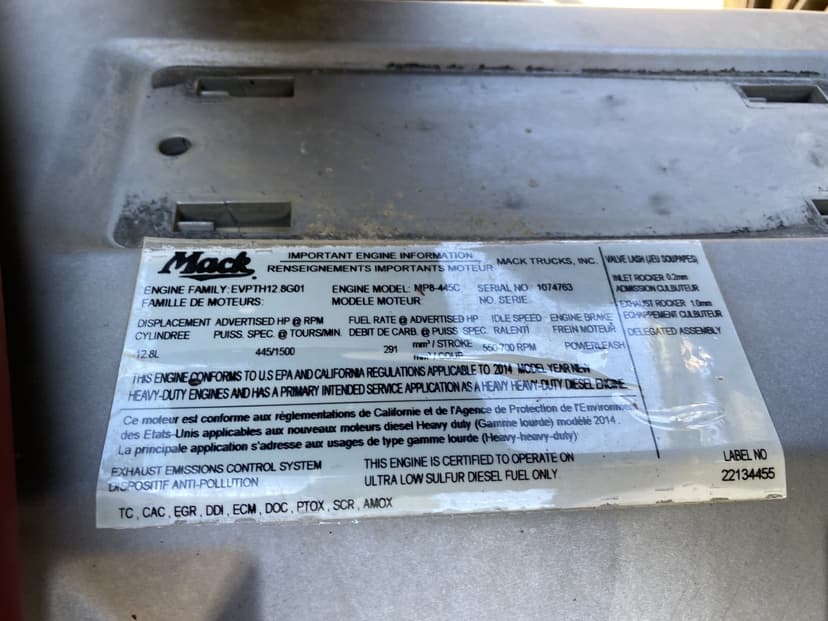 Mack
IMPORTANT ENGINE INFORMATION
RENSEIGNEMENTS IMPORTANTS MOTEUR
MACK TRUCKS, INC.
ENGINE FAMILY: EVPTH12.8G01 ENGINE MODEL: MP8-445C SERIAL NO 1074763
FAMILLE DE MOTEURS: MODELE MOTEUR NO. SERIE
DISPLACEMENT ADVERTISED HP @ RPM FUEL RATE @ ADVERTISED HP IDLE SPEED ENGINE BRAKE
CYLINDREE PUISS. SPEC. @ TOURS/MIN. DEBIT DE CARB. @ PUISS SPEC. RALENTI FREIN MOTEUR
12.8L 445/1500 291 mm³ / STROKE 550-700 RPM POWERLEASH
mm³ / COUP
THIS ENGINE CONFORMS TO U.S EPA AND CALIFORNIA REGULATIONS APPLICABLE TO 2014 MODEL YEAR NEW
HEAVY-DUTY ENGINES AND HAS A PRIMARY INTENDED SERVICE APPLICATION AS A HEAVY HEAVY-DUTY DIESEL ENGINE
Ce moteur est conforme aux réglementations de Californie et de l'Agence de Protection de l'Environment
des Etats-Unis applicables aux nouveaux moteurs diesel Heavy duty (Gamme lourde) modèlé 2014.
La principale application s'adresse aux usages de type gamme lourde (Heavy-heavy-duty)
EXHAUST EMISSIONS CONTROL SYSTEM THIS ENGINE IS CERTIFIED TO OPERATE ON
DISPOSITIF ANTI-POLLUTION ULTRA LOW SULFUR DIESEL FUEL ONLY
TC , CAC , EGR , DDI , ECM , DOC , PTOX , SCR , AMOX
VALVE LASH (JEU SOUPAPES)
INLET ROCKER 0.2mm
ADMISSION CULBUTEUR
EXHAUST ROCKER 1.0mm
ECHAPPEMENT CULBUTEUR
DELEGATED ASSEMBLY
LABEL NO
22134455